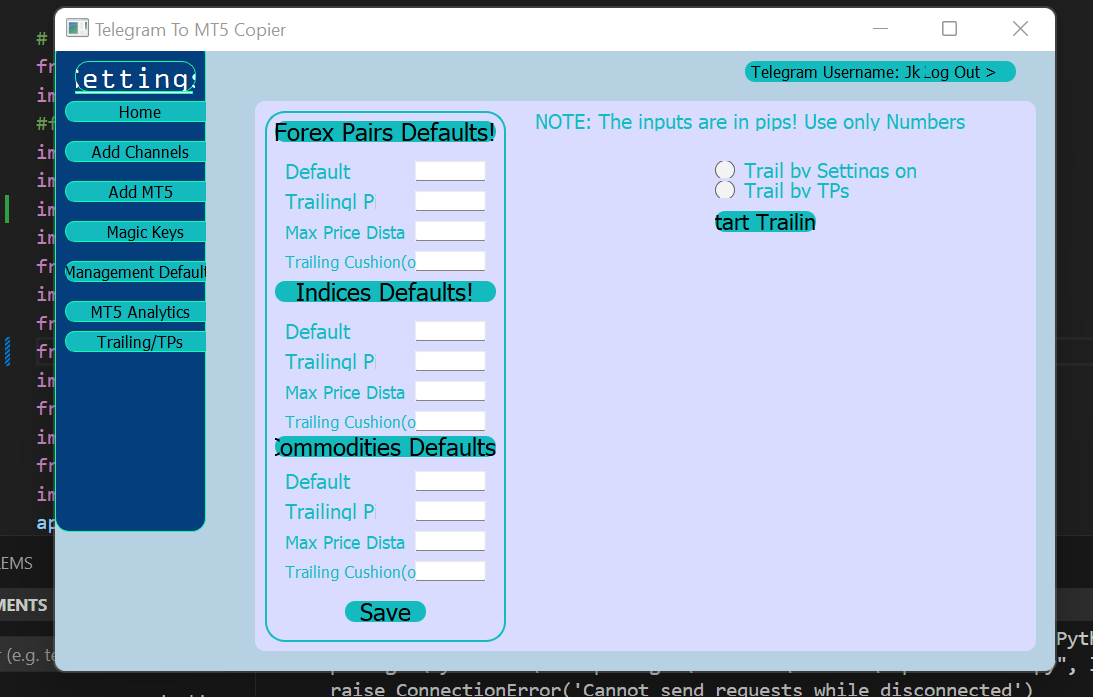 Telegram To MT5 Copier
Telegram Username: Jk Log Out >
ettings
Home
Add Channels
Add MT5
Magic Keys
Management Default
MT5 Analytics
Trailing/TPs
Forex Pairs Defaults!
Default
Trailingl Pi
Max Price Dista
Trailing Cushion(o
Indices Defaults!
Default
Trailingl Pi
Max Price Dista
Trailing Cushion(o
Commodities Defaults
Default
Trailingl Pi
Max Price Dista
Trailing Cushion(o
Save
NOTE: The inputs are in pips! Use only Numbers
Trail by Settings on
Trail by TPs
tart Trailin
#
fr
im
#f
im
im
im
im
fr
im
fr
fr
im
fr
im
fr
im
ap
EMS
MENTS
(e.g. te
Pyth
raise ConnectionError('Cannot send requests while disconnected')